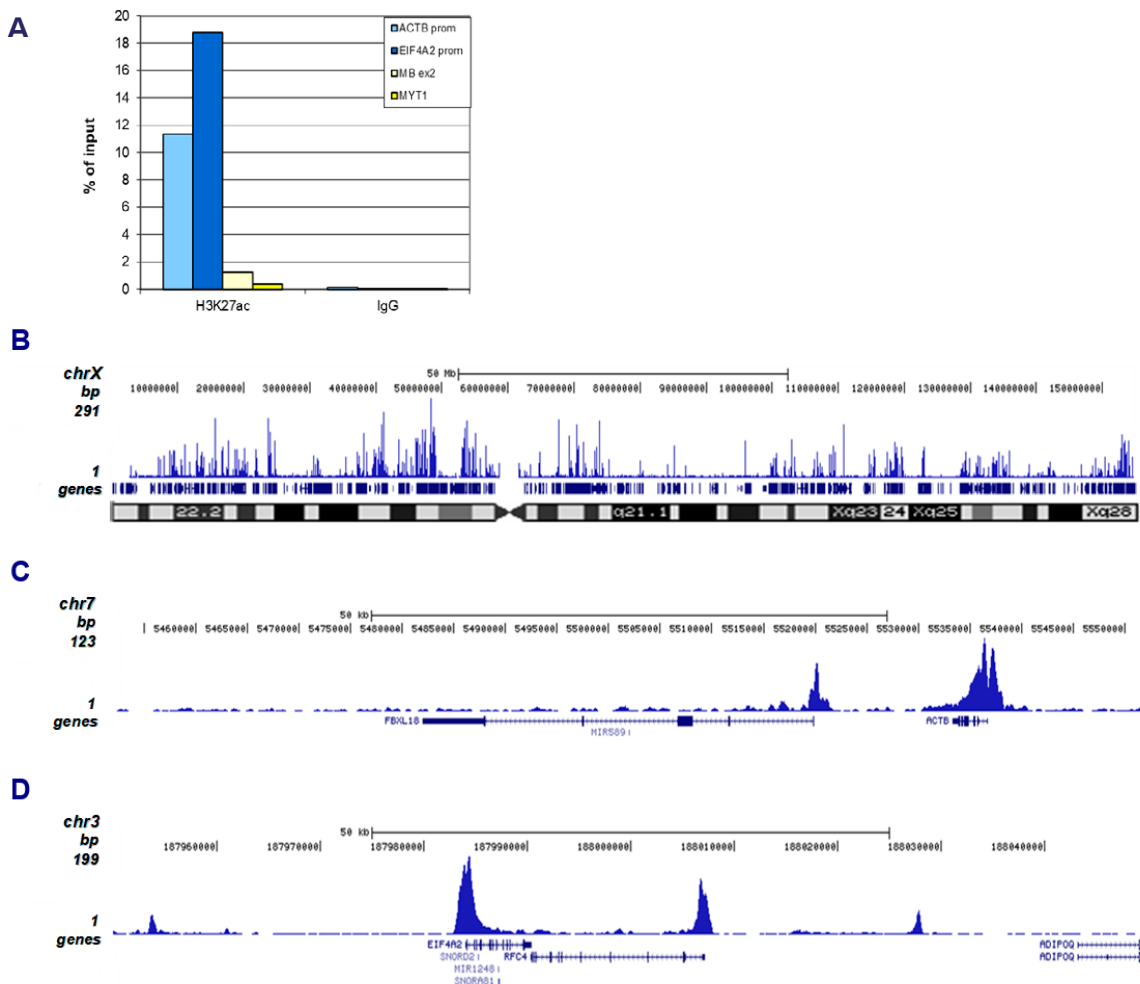 A
20
18
16
14
12
10
8
6
4
2
0
% of input
ACTB prom
EIF4A2 prom
MB ex2
MYT1
H3K27ac IgG
B
chrX 50 Mb
bp 10000000| 20000000| 30000000| 40000000| 50000000| 60000000| 70000000| 80000000| 90000000| 100000000| 110000000| 120000000| 130000000| 140000000| 150000000|
291
1
genes
22.2 q21.1 Xq23 24 Xq25 Xq28
C
chr7 50 kb
bp | 5460000| 5465000| 5470000| 5475000| 5480000| 5485000| 5490000| 5495000| 5500000| 5505000| 5510000| 5515000| 5520000| 5525000| 5530000| 5535000| 5540000| 5545000| 5550000|
123
1
genes
FBXL18 ACTB
MIR589
D
chr3 50 kb
bp 187960000| 187970000| 187980000| 187990000| 188000000| 188010000| 188020000| 188030000| 188040000|
199
1
genes
EIF4A2 ADIPOQ
SNORD2 RFC4 ADIPOQ
MIR1248
SNORA81